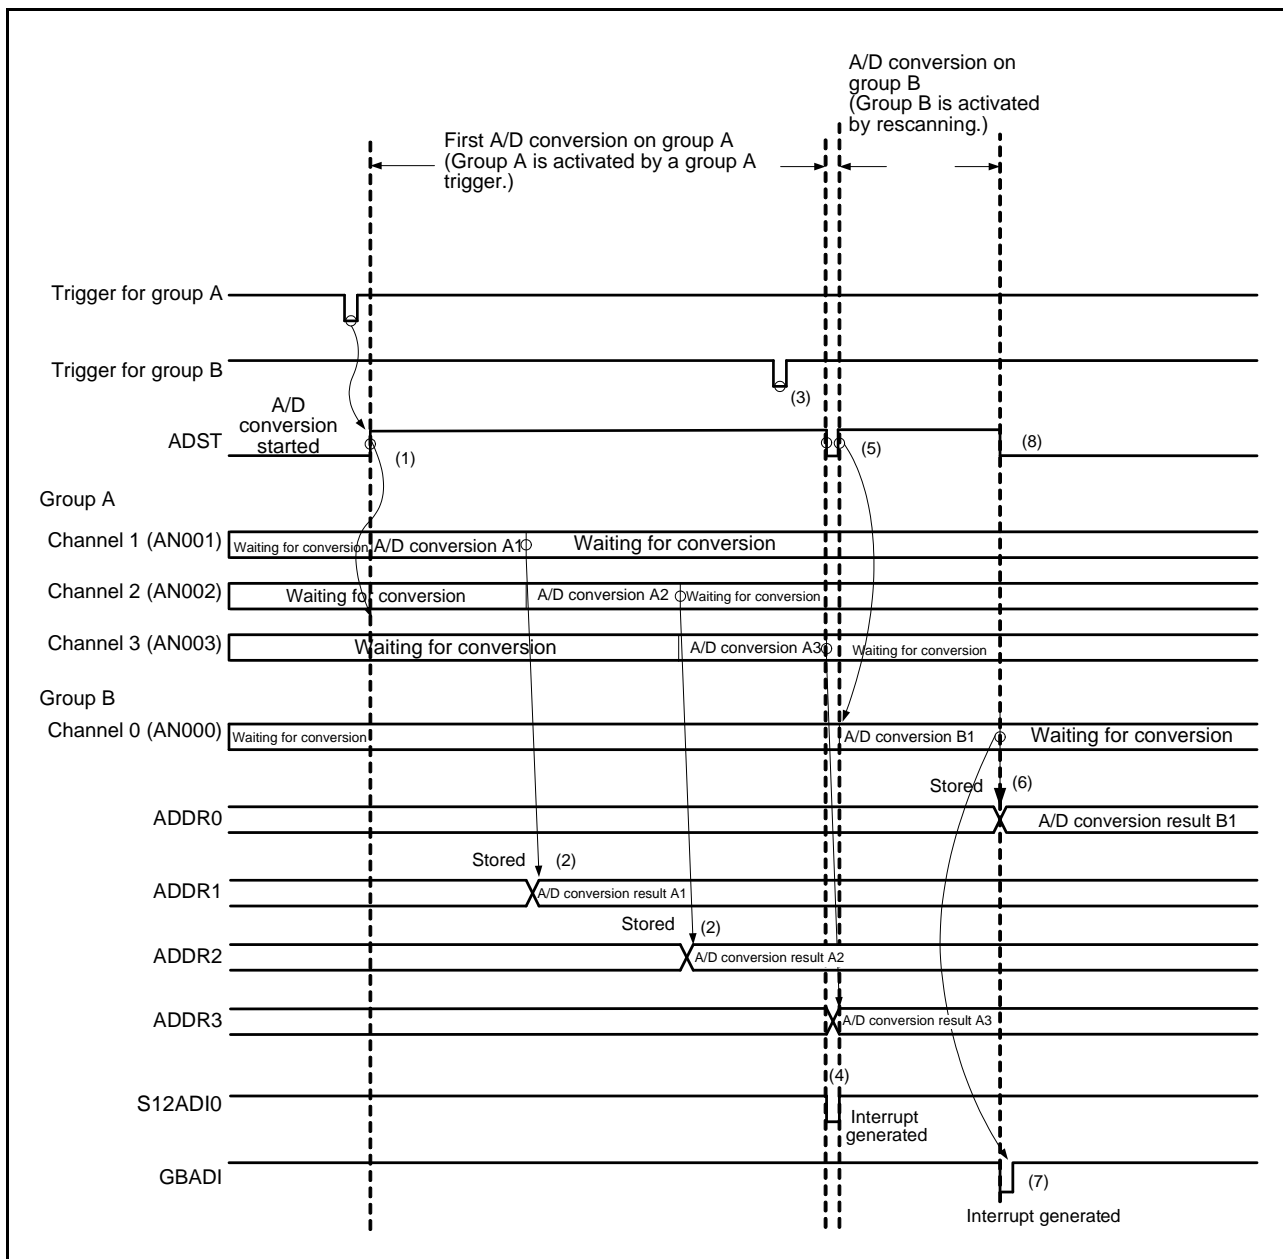 A/D conversion on
group B
(Group B is activated
by rescanning.)
First A/D conversion on group A
(Group A is activated by a group A
trigger.)
Trigger for group A
Trigger for group B
(3)
A/D
conversion
started
ADST
(1)
(5)
(8)
Group A
Channel 1 (AN001)
Waiting for conversion
A/D conversion A1
Waiting for conversion
Channel 2 (AN002)
Waiting for conversion
A/D conversion A2
Waiting for conversion
Channel 3 (AN003)
Waiting for conversion
A/D conversion A3
Waiting for conversion
Group B
Channel 0 (AN000)
Waiting for conversion
A/D conversion B1
Waiting for conversion
Stored
(6)
ADDR0
A/D conversion result B1
Stored
(2)
ADDR1
A/D conversion result A1
Stored
(2)
ADDR2
A/D conversion result A2
ADDR3
A/D conversion result A3
(4)
S12ADI0
Interrupt
generated
GBADI
(7)
Interrupt generated